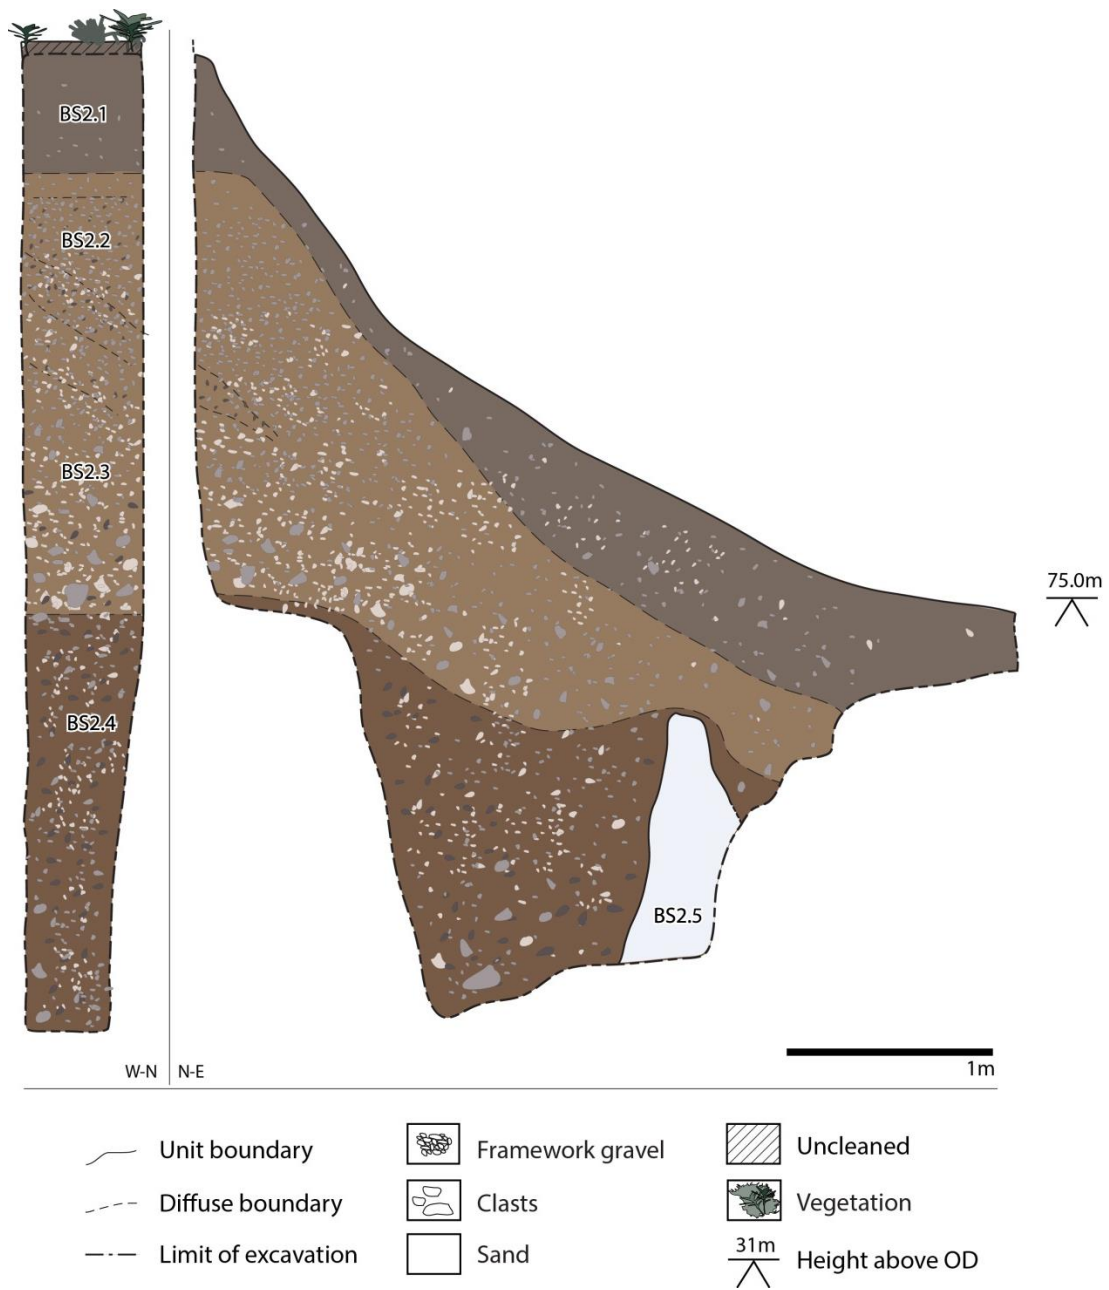 BS2.1
BS2.2
BS2.3
BS2.4
BS2.5
75.0m
1m
W-N
N-E
Unit boundary
Diffuse boundary
Limit of excavation
Framework gravel
Clasts
Sand
Uncleaned
Vegetation
31m
Height above OD